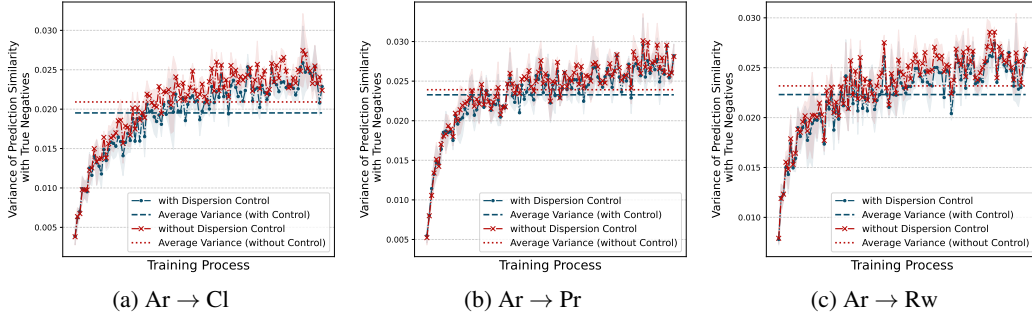 Variance of Prediction Similarity
with True Negatives
0.030
0.025
0.020
0.015
0.010
0.005
with Dispersion Control
Average Variance (with Control)
without Dispersion Control
Average Variance (without Control)
Training Process
(a) Ar → Cl
Variance of Prediction Similarity
with True Negatives
0.030
0.025
0.020
0.015
0.010
0.005
with Dispersion Control
Average Variance (with Control)
without Dispersion Control
Average Variance (without Control)
Training Process
(b) Ar → Pr
Variance of Prediction Similarity
with True Negatives
0.030
0.025
0.020
0.015
0.010
with Dispersion Control
Average Variance (with Control)
without Dispersion Control
Average Variance (without Control)
Training Process
(c) Ar → Rw